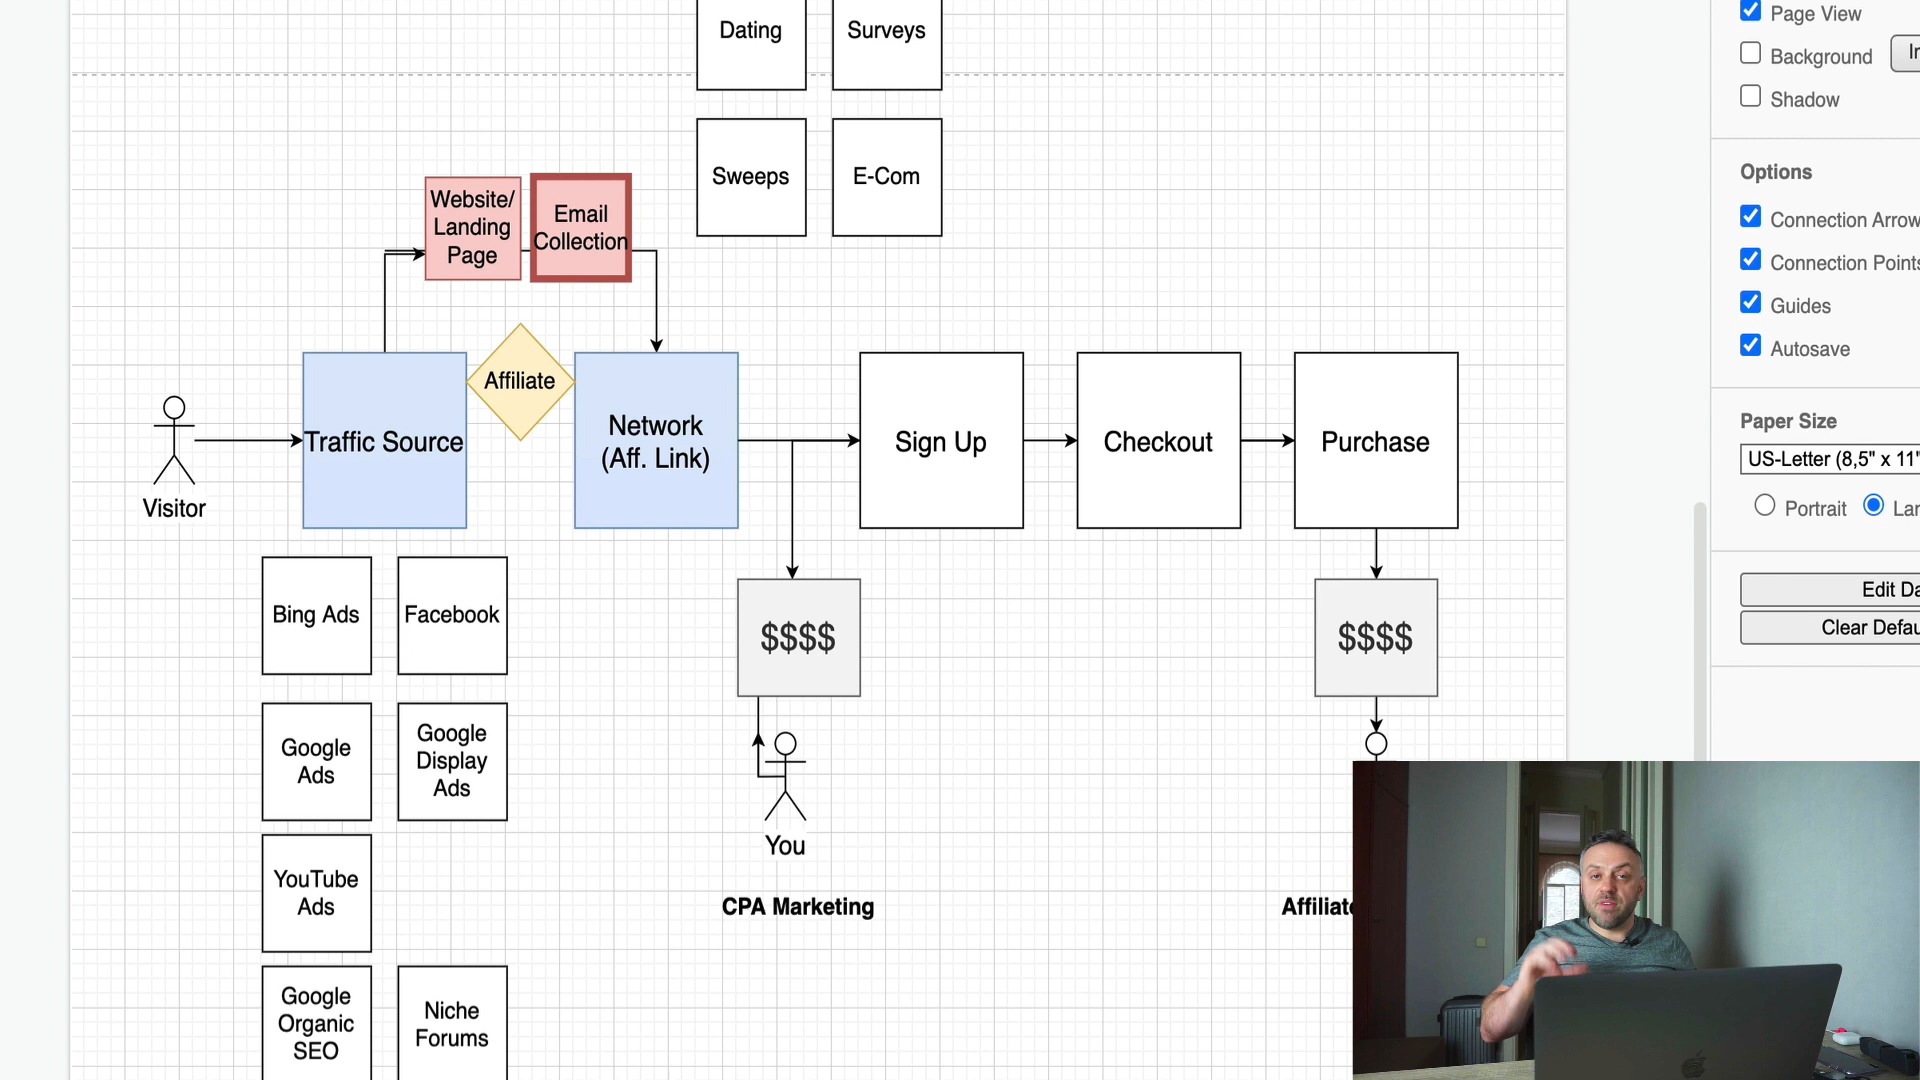 Dating
Surveys
Sweeps
E-Com
Website/
Landing
Page
Email
Collection
Affiliate
Traffic Source
Network
(Aff. Link)
Sign Up
Checkout
Purchase
Visitor
Bing Ads
Facebook
$$$$
$$$$
Google
Ads
Google
Display
Ads
You
YouTube
Ads
CPA Marketing
Affiliate
Google
Organic
SEO
Niche
Forums
Page View
Background
Shadow
Options
Connection Arrow
Connection Points
Guides
Autosave
Paper Size
US-Letter (8,5" x 11"
Portrait
Edit
Clear